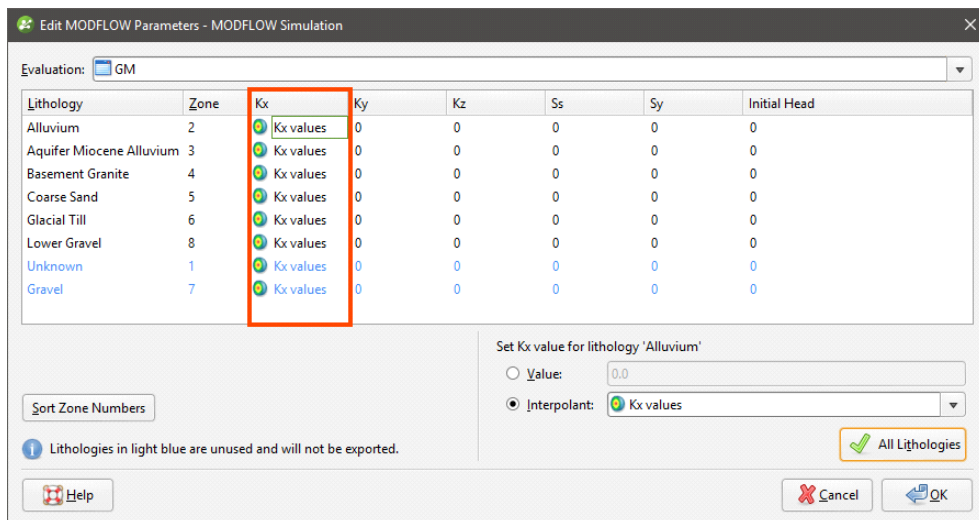 Edit MODFLOW Parameters - MODFLOW Simulation
Evaluation: GM
Lithology Zone Kx Ky Kz Ss Sy Initial Head
Alluvium 2 Kx values 0 0 0 0 0
Aquifer Miocene Alluvium 3 Kx values 0 0 0 0 0
Basement Granite 4 Kx values 0 0 0 0 0
Coarse Sand 5 Kx values 0 0 0 0 0
Glacial Till 6 Kx values 0 0 0 0 0
Lower Gravel 8 Kx values 0 0 0 0 0
Unknown 1 Kx values 0 0 0 0 0
Gravel 7 Kx values 0 0 0 0 0
Set Kx value for lithology 'Alluvium'
Value: 0.0
Interpolant: Kx values
Sort Zone Numbers
Lithologies in light blue are unused and will not be exported.
All Lithologies
Help Cancel OK